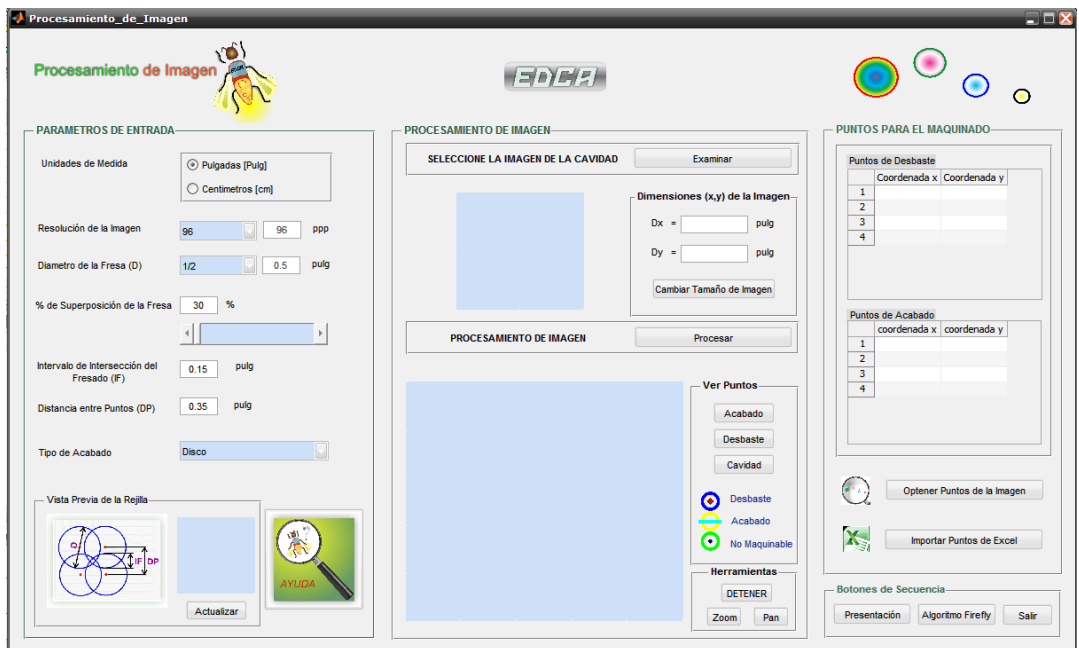 Procesamiento_de_Imagen
Procesamiento de Imagen
EDCA
PARAMETROS DE ENTRADA
Unidades de Medida
Pulgadas [Pulg]
Centimetros [cm]
Resolución de la Imagen
96
96
ppp
Diametro de la Fresa (D)
1/2
0.5
pulg
% de Superposición de la Fresa
30
%
Intervalo de Intersección del
Fresado (IF)
0.15
pulg
Distancia entre Puntos (DP)
0.35
pulg
Tipo de Acabado
Disco
Vista Previa de la Rejilla
D
IF
DP
Actualizar
AYUDA
PROCESAMIENTO DE IMAGEN
SELECCIONE LA IMAGEN DE LA CAVIDAD
Examinar
Dimensiones (x,y) de la Imagen
Dx =
pulg
Dy =
pulg
Cambiar Tamaño de Imagen
PROCESAMIENTO DE IMAGEN
Procesar
Ver Puntos
Acabado
Desbaste
Cavidad
Desbaste
Acabado
No Maquinable
Herramientas
DETENER
Zoom
Pan
PUNTOS PARA EL MAQUINADO
Puntos de Desbaste
Coordenada x
Coordenada y
1
2
3
4
Puntos de Acabado
coordenada x
coordenada y
1
2
3
4
Optener Puntos de la Imagen
Importar Puntos de Excel
Botones de Secuencia
Presentación
Algoritmo Firefly
Salir